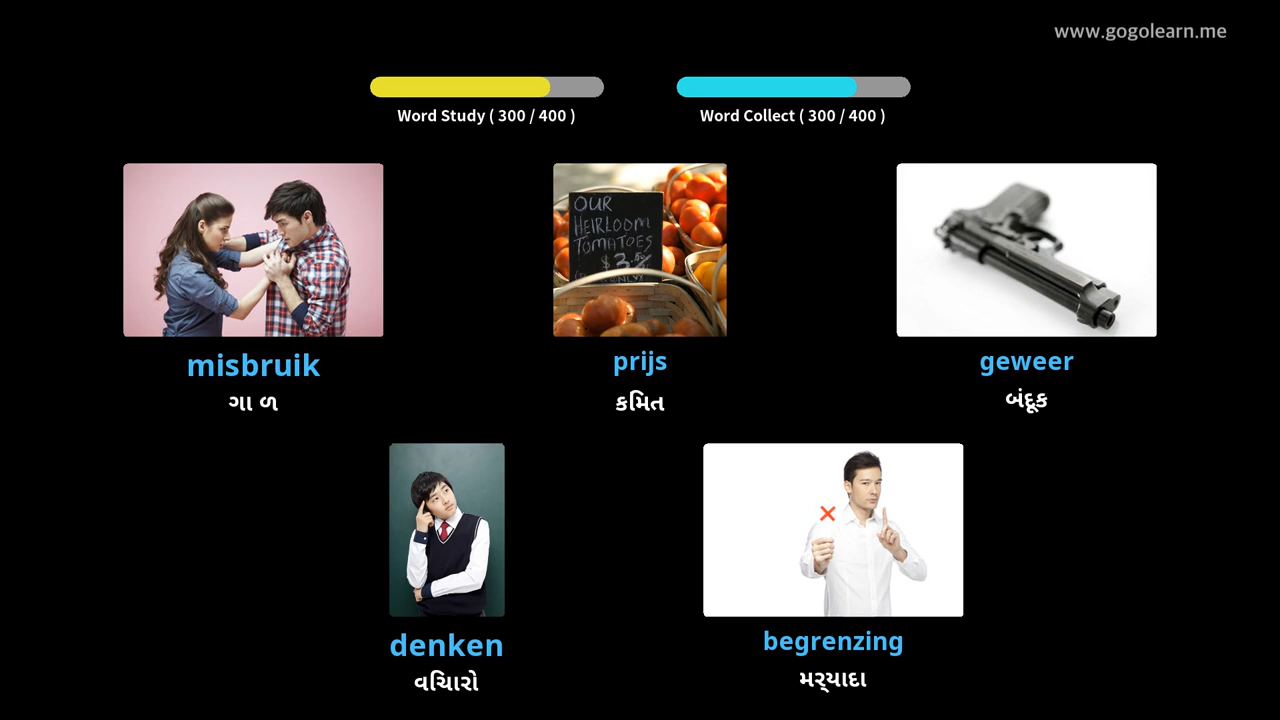 www.gogolearn.me
Word Study ( 300 / 400 )
Word Collect ( 300 / 400 )
OUR
HEIRLOOM
TOMATOES
misbruik
ગા ળ
prijs
કમિત
geweer
બંદૂક
denken
વચિારો
begrenzing
મર્યાદા